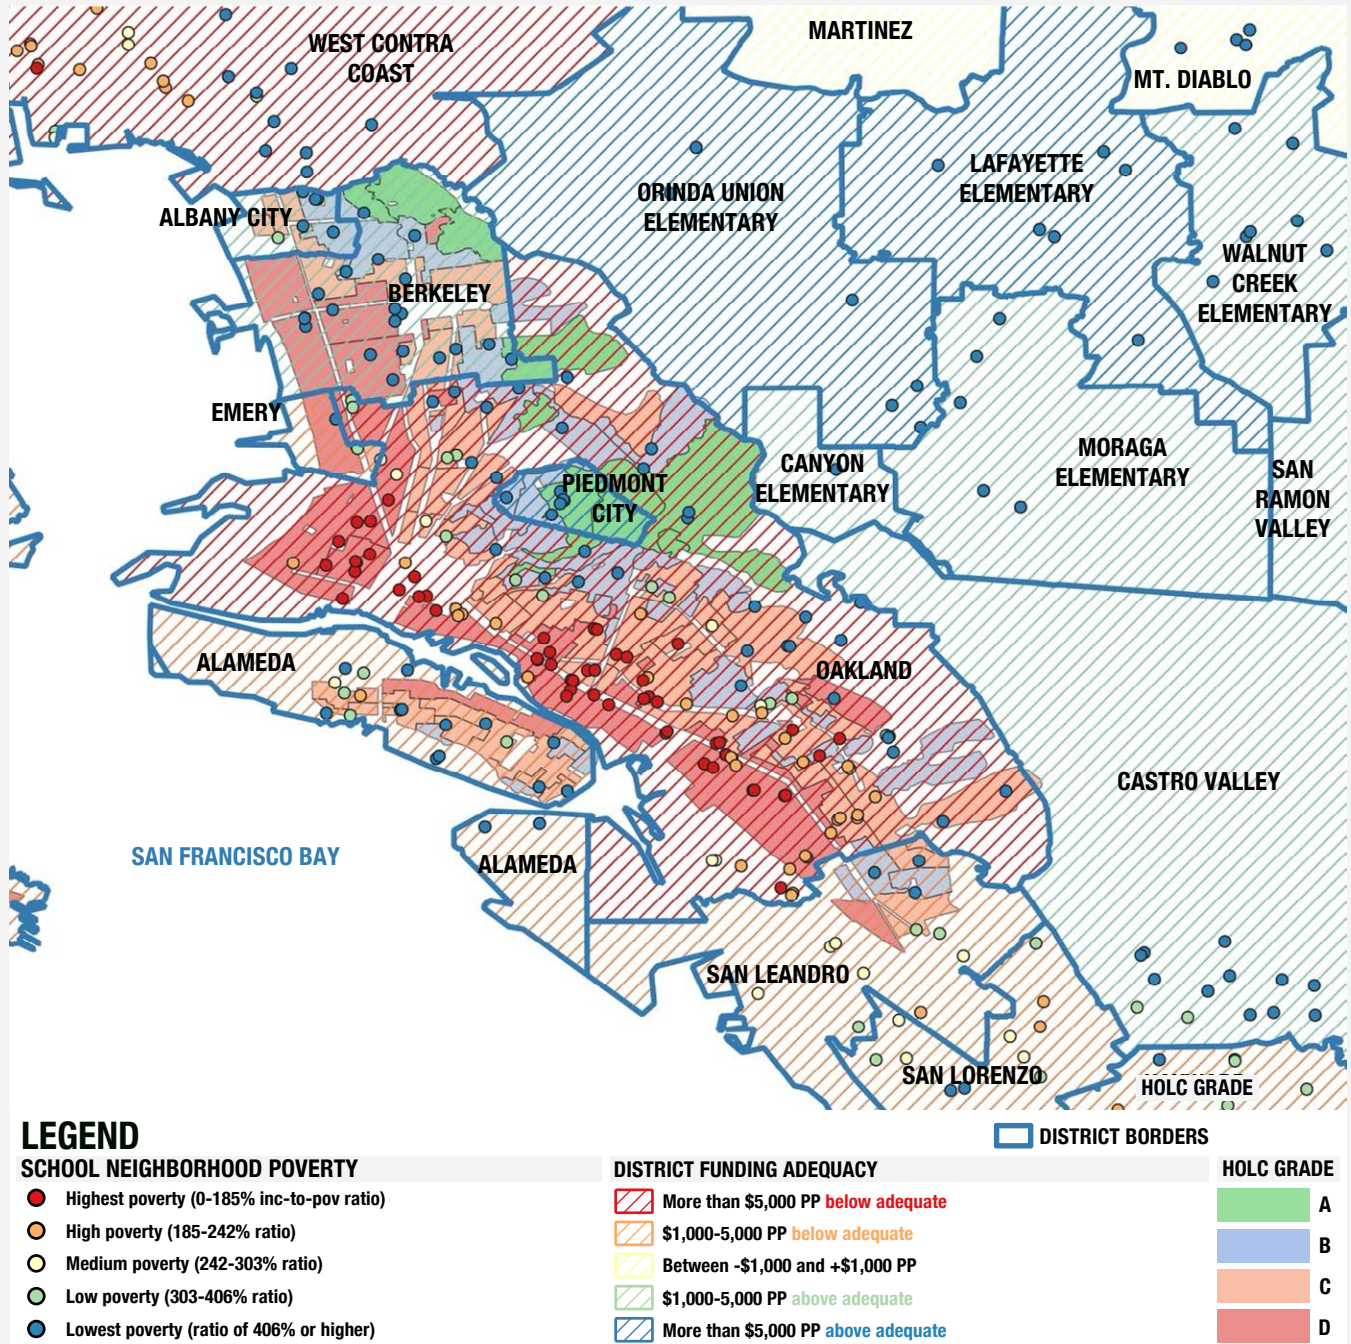 WEST CONTRA
COAST
MARTINEZ
MT. DIABLO
ORINDA UNION
ELEMENTARY
LAFAYETTE
ELEMENTARY
ALBANY CITY
WALNUT
CREEK
ELEMENTARY
BERKELEY
EMERY
PIEDMONT
CITY
CANYON
ELEMENTARY
MORAGA
ELEMENTARY
SAN
RAMON
VALLEY
ALAMEDA
OAKLAND
CASTRO VALLEY
SAN FRANCISCO BAY
ALAMEDA
SAN LEANDRO
SAN LORENZO
HOLC GRADE
LEGEND
DISTRICT BORDERS
SCHOOL NEIGHBORHOOD POVERTY
Highest poverty (0-185% inc-to-pov ratio)
High poverty (185-242% ratio)
Medium poverty (242-303% ratio)
Low poverty (303-406% ratio)
Lowest poverty (ratio of 406% or higher)
DISTRICT FUNDING ADEQUACY
More than $5,000 PP below adequate
$1,000-5,000 PP below adequate
Between -$1,000 and +$1,000 PP
$1,000-5,000 PP above adequate
More than $5,000 PP above adequate
HOLC GRADE
A
B
C
D